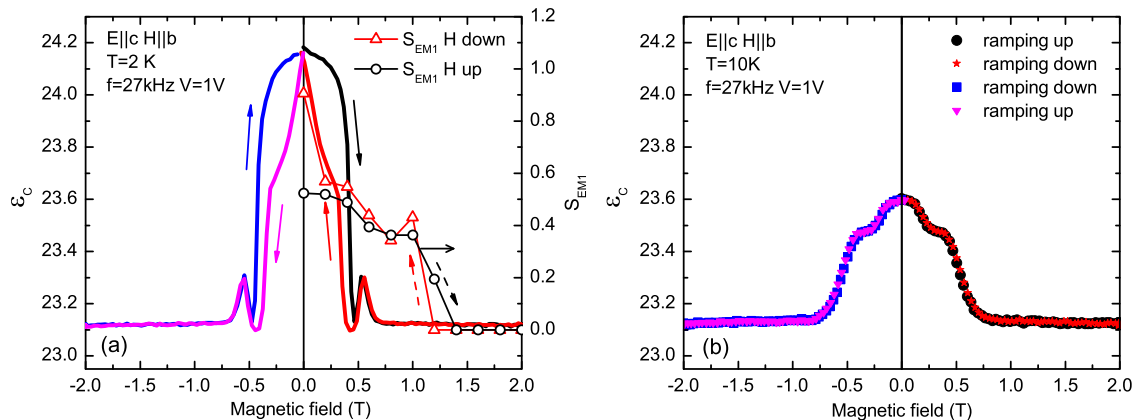 E||c H||b
T=2 K
f=27kHz V=1V
S_EM1 H down
S_EM1 H up
24.2
24.0
23.8
23.6
23.4
23.2
23.0
ε_C
1.2
1.0
0.8
0.6
0.4
0.2
0.0
S_EM1
(a)
-2.0 -1.5 -1.0 -0.5 0.0 0.5 1.0 1.5 2.0
Magnetic field (T)
E||c H||b
T=10K
f=27kHz V=1V
ramping up
ramping down
ramping down
ramping up
24.2
24.0
23.8
23.6
23.4
23.2
23.0
ε_C
(b)
-2.0 -1.5 -1.0 -0.5 0.0 0.5 1.0 1.5 2.0
Magnetic field (T)